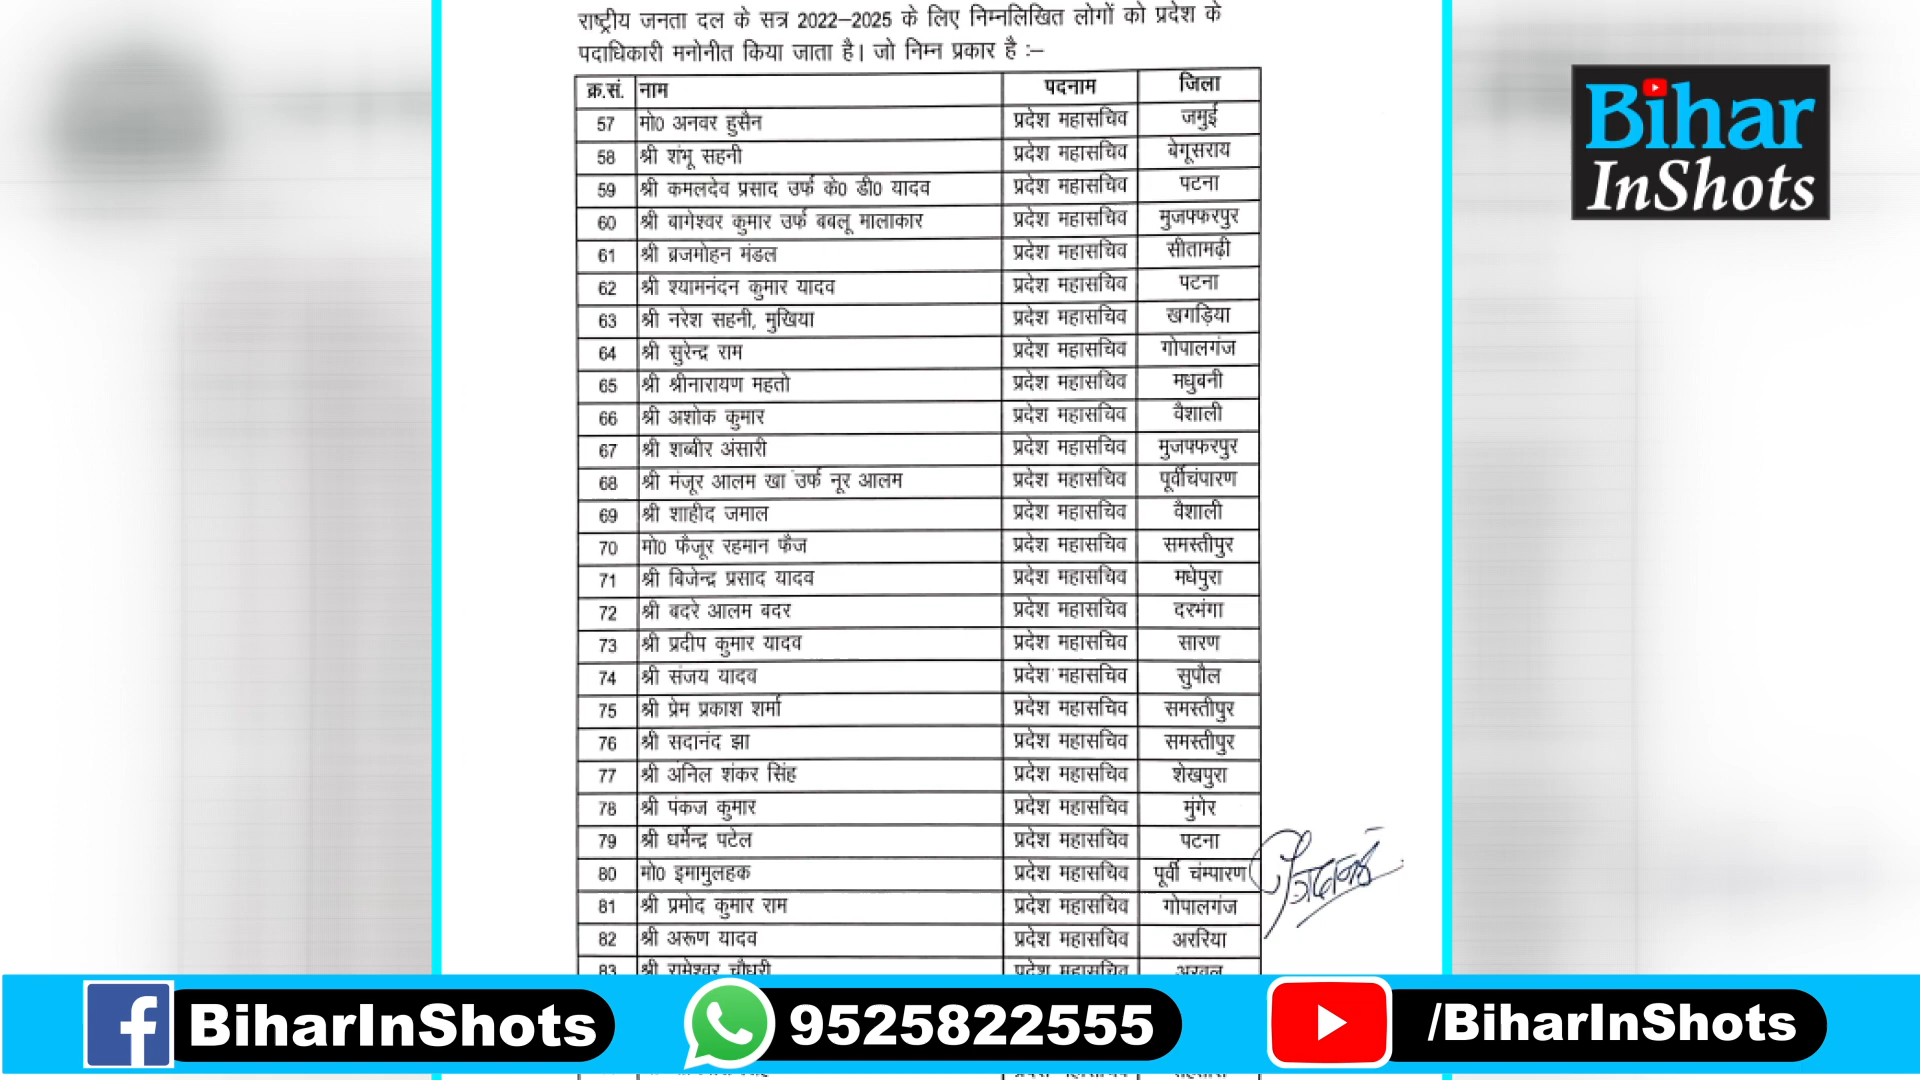 राष्ट्रीय जनता दल के सत्र 2022–2025 के लिए निम्नलिखित लोगों को प्रदेश के
पदाधिकारी मनोनीत किया जाता है। जो निम्न प्रकार है :–
क्र.सं. नाम पदनाम जिला
57 मो0 अनवर हुसैन प्रदेश महासचिव जमुई
58 श्री शंभू सहनी प्रदेश महासचिव बेगूसराय
59 श्री कमलदेव प्रसाद उर्फ के0 डी0 यादव प्रदेश महासचिव पटना
60 श्री बागेश्वर कुमार उर्फ बबलू मालाकार प्रदेश महासचिव मुजफ्फरपुर
61 श्री ब्रजमोहन मंडल प्रदेश महासचिव सीतामढ़ी
62 श्री श्यामनंदन कुमार यादव प्रदेश महासचिव पटना
63 श्री नरेश सहनी, मुखिया प्रदेश महासचिव खगड़िया
64 श्री सुरेन्द्र राम प्रदेश महासचिव गोपालगंज
65 श्री श्रीनारायण महतो प्रदेश महासचिव मधुबनी
66 श्री अशोक कुमार प्रदेश महासचिव वैशाली
67 श्री शब्बीर अंसारी प्रदेश महासचिव मुजफ्फरपुर
68 श्री मंजूर आलम खा उर्फ नूर आलम प्रदेश महासचिव पूर्वीचंपारण
69 श्री शाहीद जमाल प्रदेश महासचिव वैशाली
70 मो0 फैजूर रहमान फैज प्रदेश महासचिव समस्तीपुर
71 श्री बिजेन्द्र प्रसाद यादव प्रदेश महासचिव मधेपुरा
72 श्री बदरे आलम बदर प्रदेश महासचिव दरभंगा
73 श्री प्रदीप कुमार यादव प्रदेश महासचिव सारण
74 श्री संजय यादव प्रदेश महासचिव सुपौल
75 श्री प्रेम प्रकाश शर्मा प्रदेश महासचिव समस्तीपुर
76 श्री सदानंद झा प्रदेश महासचिव समस्तीपुर
77 श्री अनिल शंकर सिंह प्रदेश महासचिव शेखपुरा
78 श्री पंकज कुमार प्रदेश महासचिव मुंगेर
79 श्री धर्मेन्द्र पटेल प्रदेश महासचिव पटना
80 मो0 इमामुलहक प्रदेश महासचिव पूर्वी चंम्पारण
81 श्री प्रमोद कुमार राम प्रदेश महासचिव गोपालगंज
82 श्री अरूण यादव प्रदेश महासचिव अररिया
83 श्री रामेश्वर चौधरी प्रदेश महासचिव अरवल
Bihar
InShots
BiharInShots
9525822555
/BiharInShots